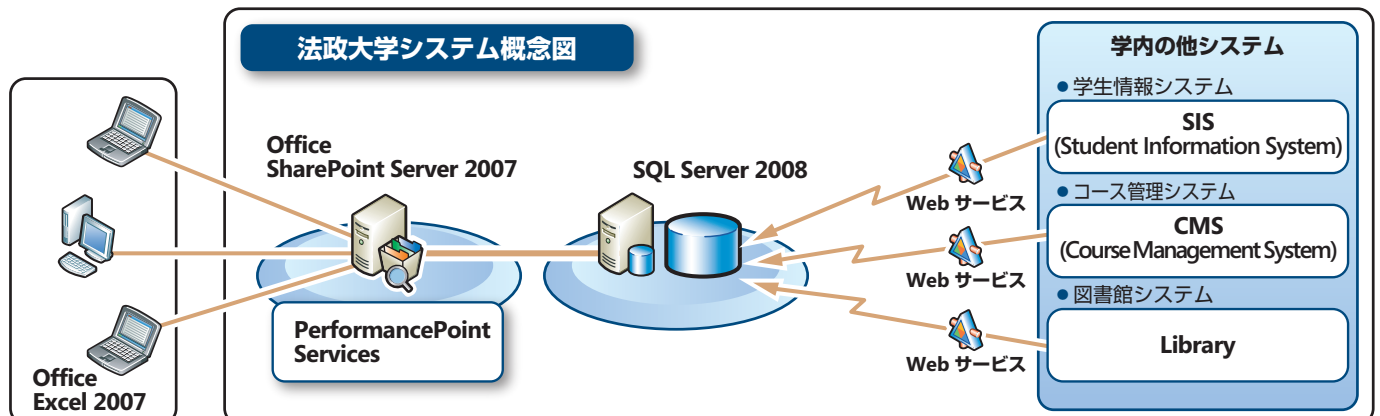 法政大学システム概念図
Office
Excel 2007
Office
SharePoint Server 2007
PerformancePoint
Services
SQL Server 2008
Web サービス
Web サービス
Web サービス
学内の他システム
● 学生情報システム
SIS
(Student Information System)
● コース管理システム
CMS
(Course Management System)
● 図書館システム
Library